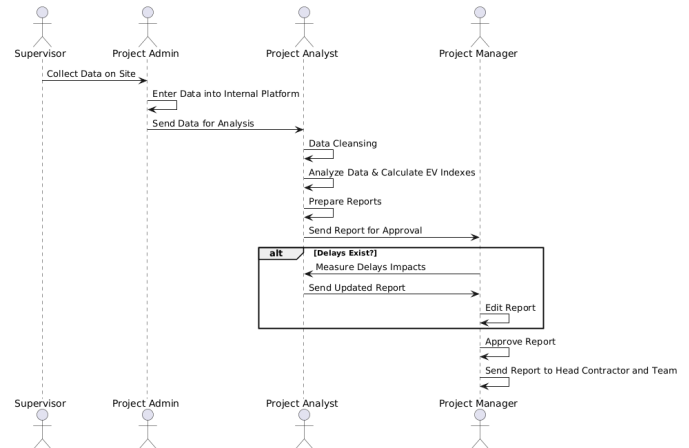 Supervisor Project Admin Project Analyst Project Manager
Collect Data on Site
Enter Data into Internal Platform
Send Data for Analysis
Data Cleansing
Analyze Data & Calculate EV Indexes
Prepare Reports
Send Report for Approval
alt [Delays Exist?]
Measure Delays Impacts
Send Updated Report
Edit Report
Approve Report
Send Report to Head Contractor and Team
Supervisor Project Admin Project Analyst Project Manager